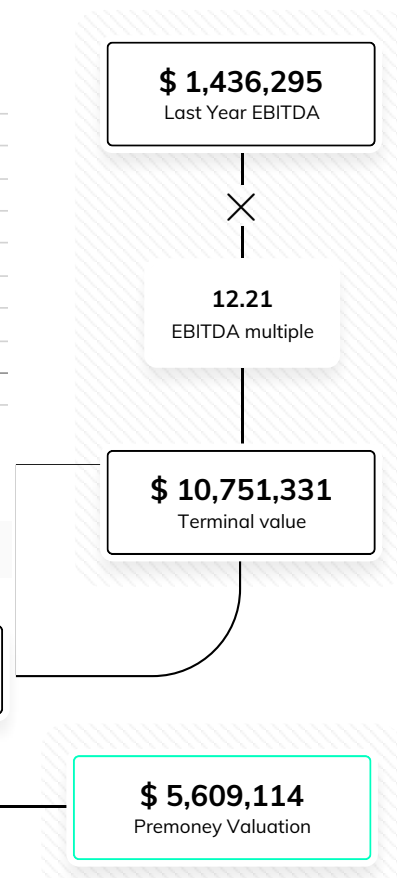 $ 1,436,295
Last Year EBITDA
12.21
EBITDA multiple
$ 10,751,331
Terminal value
$ 5,609,114
Premoney Valuation